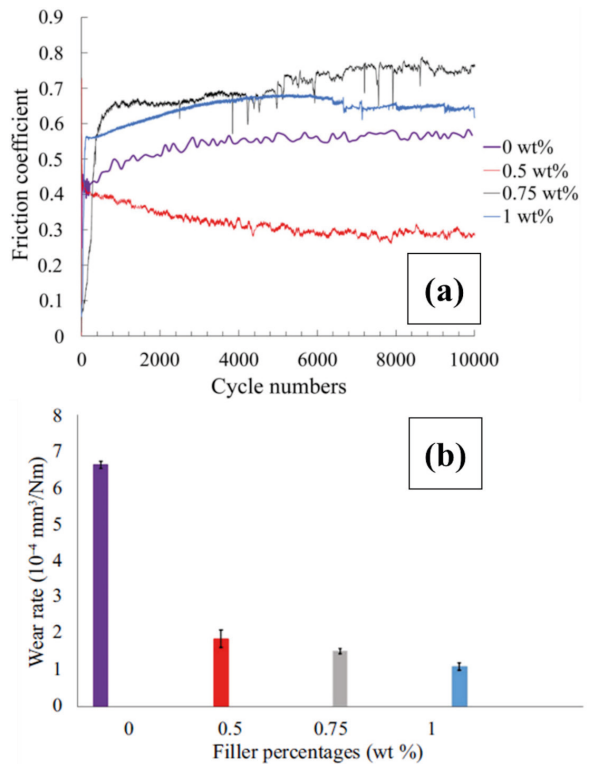 0.9
0.8
0.7
0.6
0.5
0.4
0.3
0.2
0.1
0
Friction coefficient
0 wt%
0.5 wt%
0.75 wt%
1 wt%
(a)
0 2000 4000 6000 8000 10000
Cycle numbers
8
7
6
5
4
3
2
1
0
Wear rate (10⁻⁴ mm³/Nm)
(b)
0 0.5 0.75 1
Filler percentages (wt %)